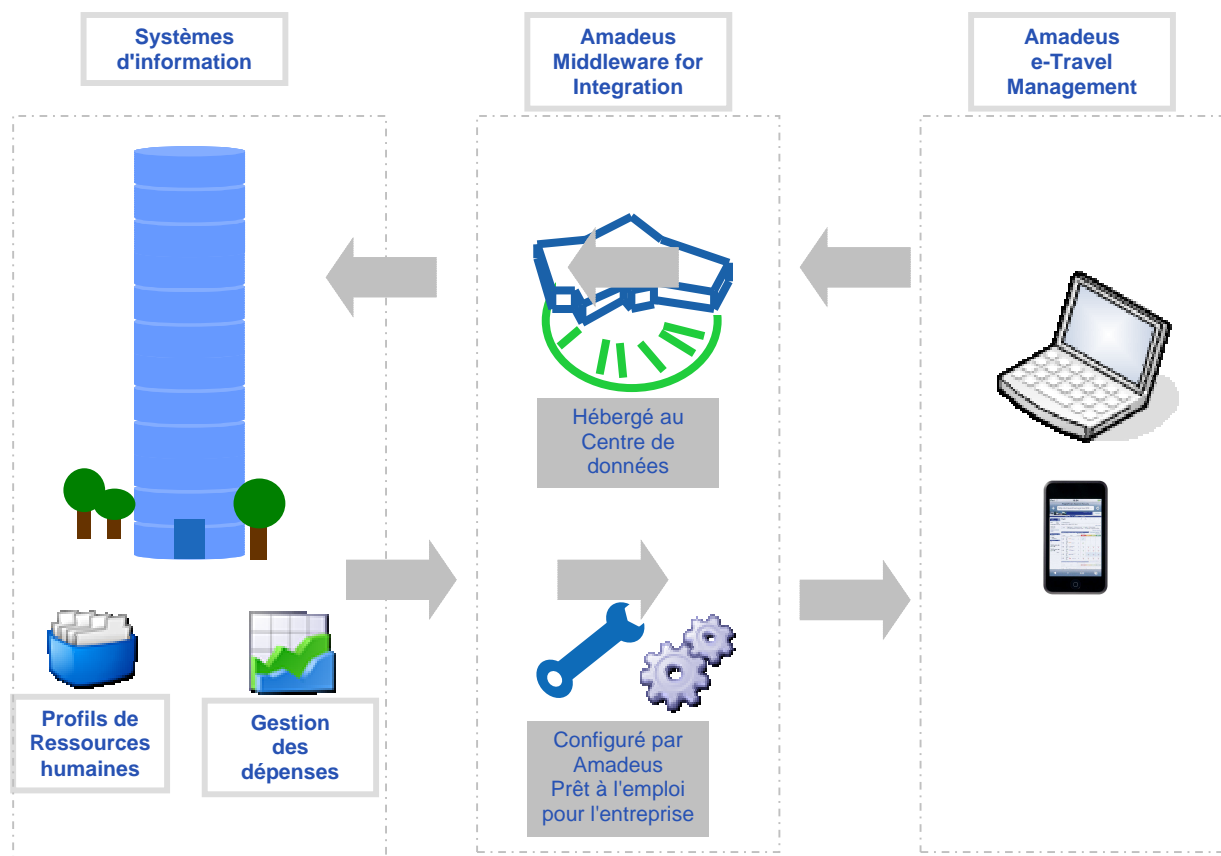 Systèmes
d'information
Amadeus
Middleware for
Integration
Amadeus
e-Travel
Management
Hébergé au
Centre de
données
Profils de
Ressources
humaines
Gestion
des
dépenses
Configuré par
Amadeus
Prêt à l'emploi
pour l'entreprise